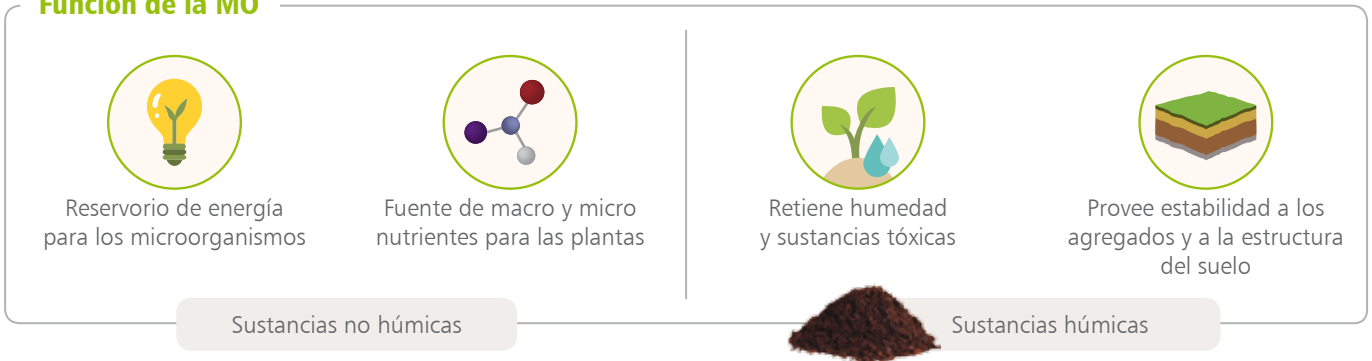 Función de la MO
Reservorio de energía
para los microorganismos
Fuente de macro y micro
nutrientes para las plantas
Retiene humedad
y sustancias tóxicas
Provee estabilidad a los
agregados y a la estructura
del suelo
Sustancias no húmicas
Sustancias húmicas